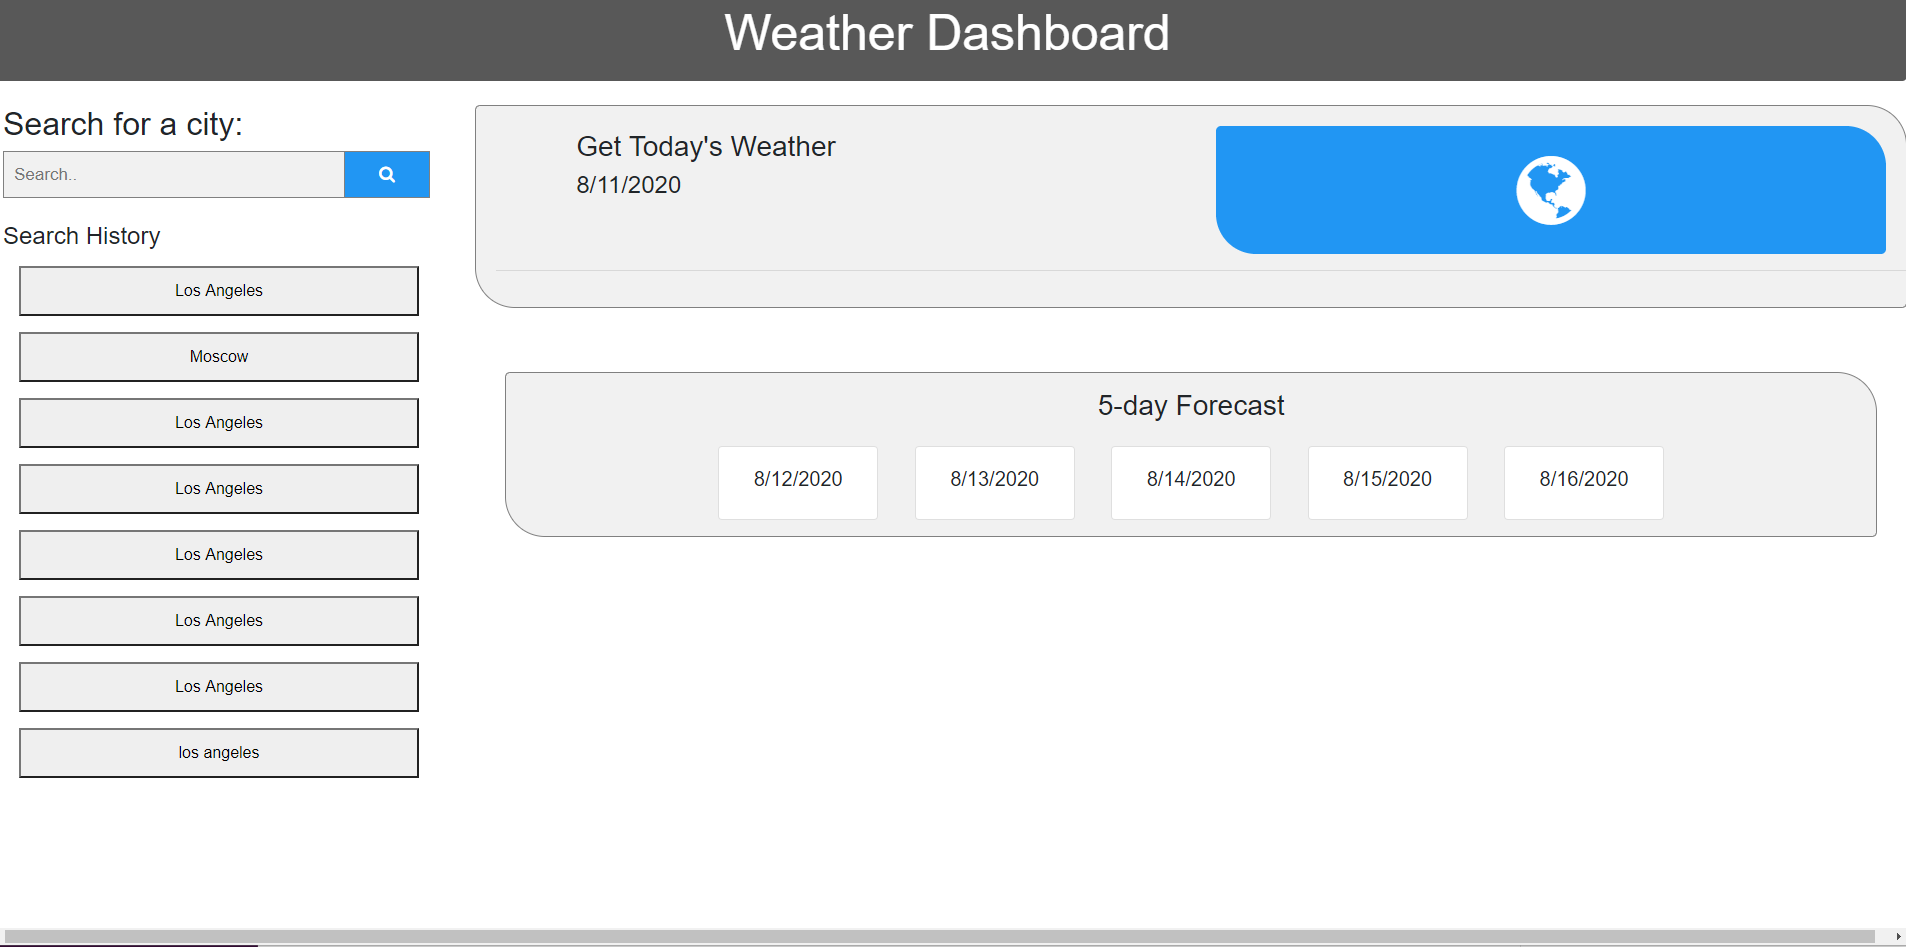 Weather Dashboard
Search for a city:
Search..
Search History
Los Angeles
Moscow
Los Angeles
Los Angeles
Los Angeles
Los Angeles
Los Angeles
los angeles
Get Today's Weather
8/11/2020
5-day Forecast
8/12/2020 8/13/2020 8/14/2020 8/15/2020 8/16/2020